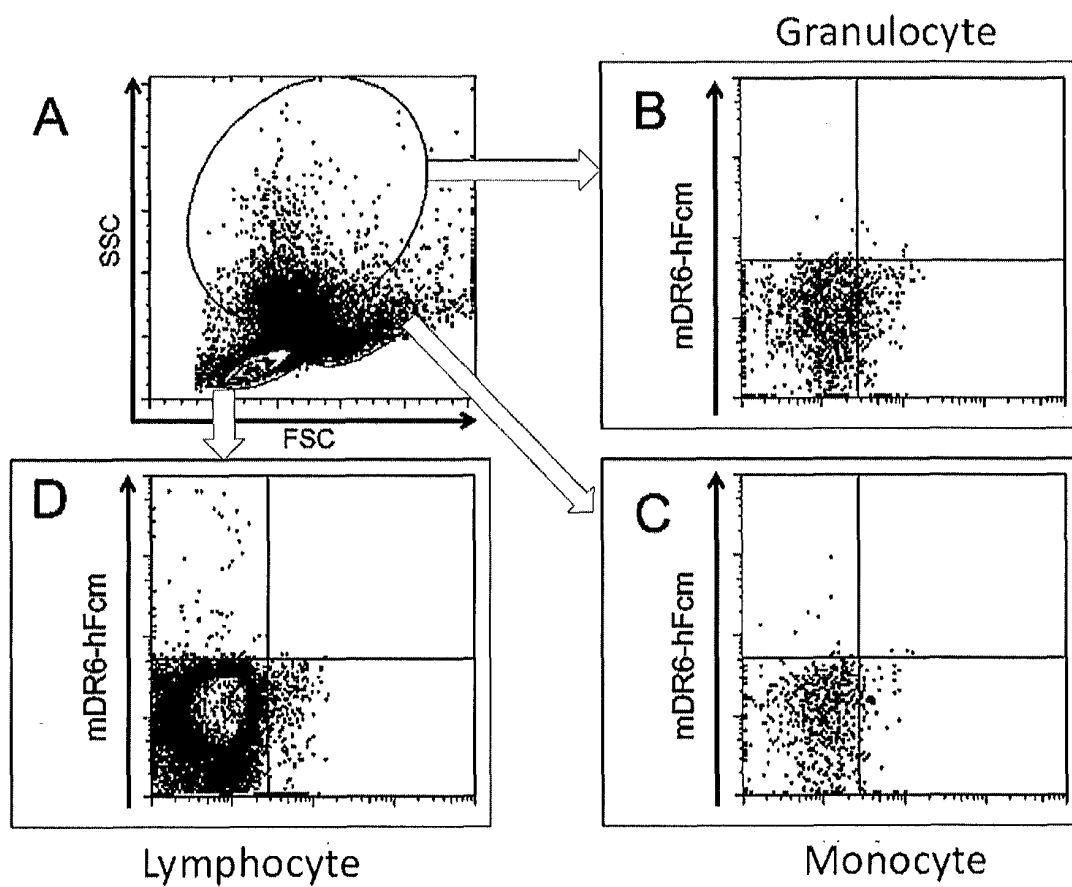 Granulocyte
A
SSC
FSC
B
mDR6-hFcm
D
mDR6-hFcm
C
mDR6-hFcm
Lymphocyte
Monocyte